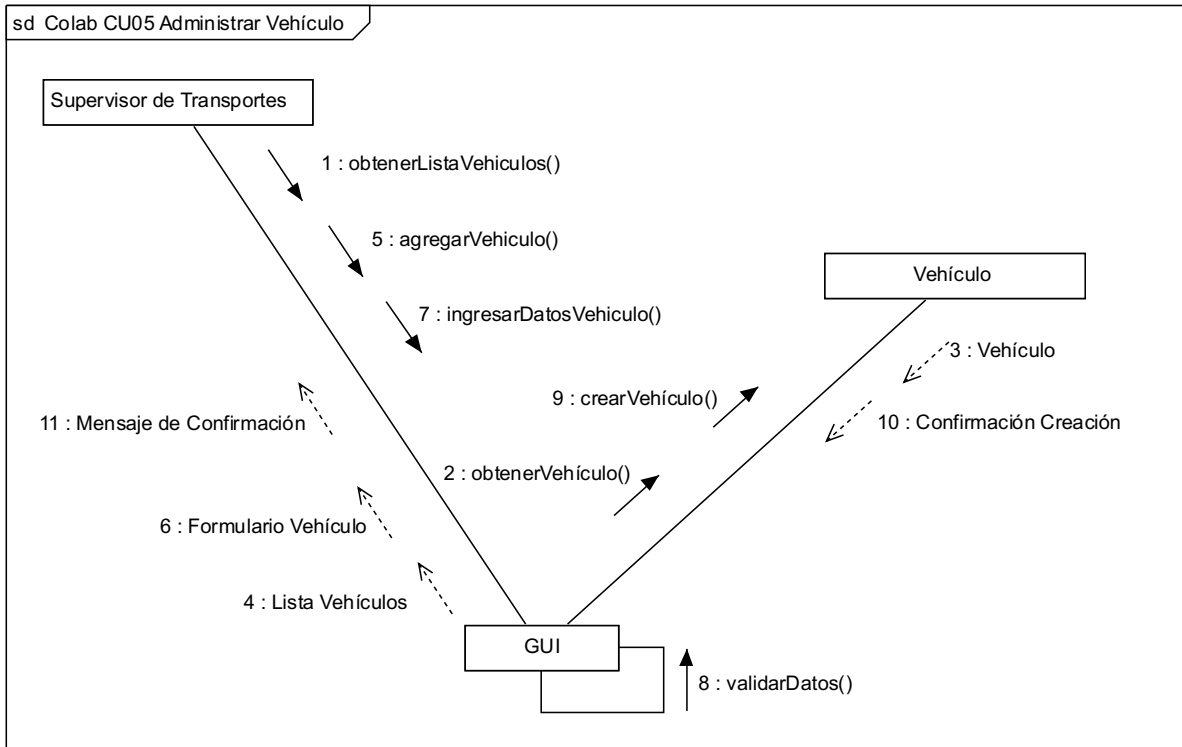 sd Colab CU05 Administrar Vehículo
Supervisor de Transportes
1 : obtenerListaVehiculos()
5 : agregarVehiculo()
Vehículo
7 : ingresarDatosVehiculo()
3 : Vehículo
9 : crearVehículo()
11 : Mensaje de Confirmación
10 : Confirmación Creación
2 : obtenerVehículo()
6 : Formulario Vehículo
4 : Lista Vehículos
GUI
8 : validarDatos()